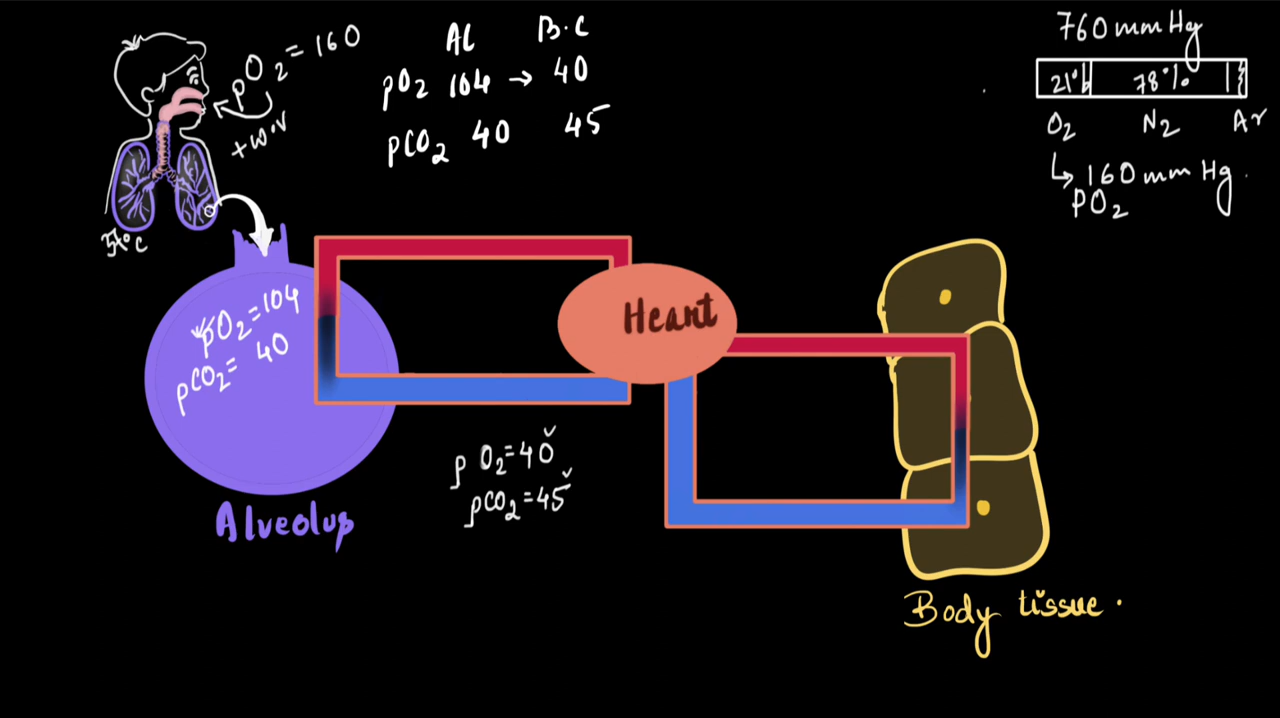 pO2 = 160
+w·v
37°C
AL B.C
pO2 104 → 40
pCO2 40 45
760 mm Hg
21% 78%
O2 N2 Ar
↳ 160 mm Hg.
pO2
pO2 = 104
pCO2 = 40
Alveolus
Heart
pO2 = 40
pCO2 = 45
Body tissue.